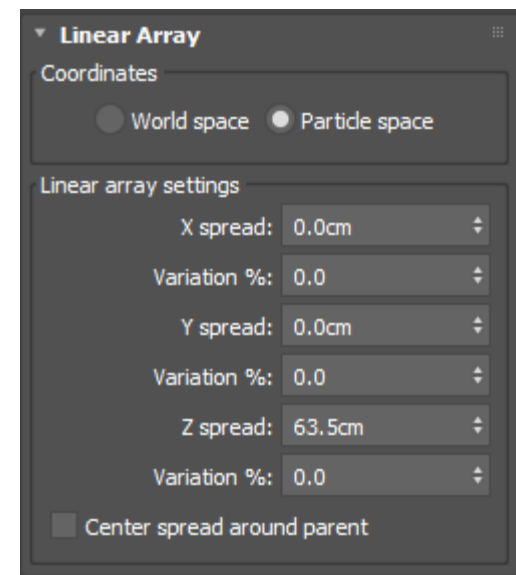 Linear Array
Coordinates
World space Particle space
Linear array settings
X spread: 0.0cm
Variation %: 0.0
Y spread: 0.0cm
Variation %: 0.0
Z spread: 63.5cm
Variation %: 0.0
Center spread around parent